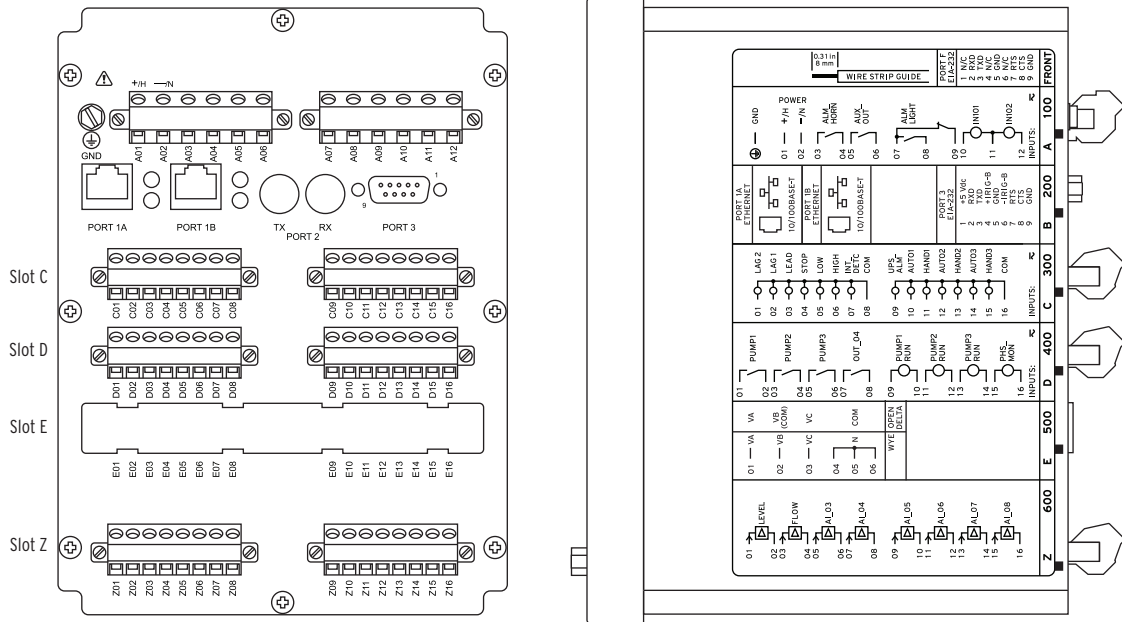 +/H —/N
A01 A02 A03 A04 A05 A06
A07 A08 A09 A10 A11 A12
GND
1
9
PORT 1A
PORT 1B
TX
RX
PORT 2
PORT 3
Slot C
C01 C02 C03 C04 C05 C06 C07 C08
C09 C10 C11 C12 C13 C14 C15 C16
Slot D
D01 D02 D03 D04 D05 D06 D07 D08
D09 D10 D11 D12 D13 D14 D15 D16
Slot E
E01 E02 E03 E04 E05 E06 E07 E08
E09 E10 E11 E12 E13 E14 E15 E16
Slot Z
Z01 Z02 Z03 Z04 Z05 Z06 Z07 Z08
Z09 Z10 Z11 Z12 Z13 Z14 Z15 Z16
0.31 in
8 mm
WIRE STRIP GUIDE
PORT F
EIA-232
1 N/C
2 RXD
3 TXD
4 N/C
5 GND
6 N/C
7 RTS
8 CTS
9 GND
FRONT
GND
POWER
01 +/H
02 —/N
ALM_
HORN
03 04
AUX_
OUT
05 06
ALM_
LIGHT
07 08 09
IN101
IN102
10 11 12
INPUTS:
A 100
PORT 1A
ETHERNET
10/100BASE-T
PORT 1B
ETHERNET
10/100BASE-T
PORT 3
EIA-232
1 +5 Vdc
2 RXD
3 TXD
4 +IRIG-B
5 GND
6 -IRIG-B
7 RTS
8 CTS
9 GND
B 200
01 LAG 2
02 LAG 1
03 LEAD
04 STOP
05 LOW
06 HIGH
07 INT_
DETC
08 COM
09 UPS_
ALM
10 AUTO1
11 HAND1
12 AUTO2
13 HAND2
14 AUTO3
15 HAND3
16 COM
INPUTS:
C 300
PUMP1
01 02
PUMP2
03 04
PUMP3
05 06
OUT_04
07 08
PUMP1
RUN
09 10
PUMP2
RUN
11 12
PUMP3
RUN
13 14
PHS_
MON
15 16
INPUTS:
D 400
VA
VB
(COM)
VC
COM
OPEN
DELTA
01 — VA
02 — VB
03 — VC
04
05 N
06
WYE
E 500
LEVEL
01 02
FLOW
03 04
AI_03
05 06
AI_04
07 08
AI_05
09 10
AI_06
11 12
AI_07
13 14
AI_08
15 16
Z 600